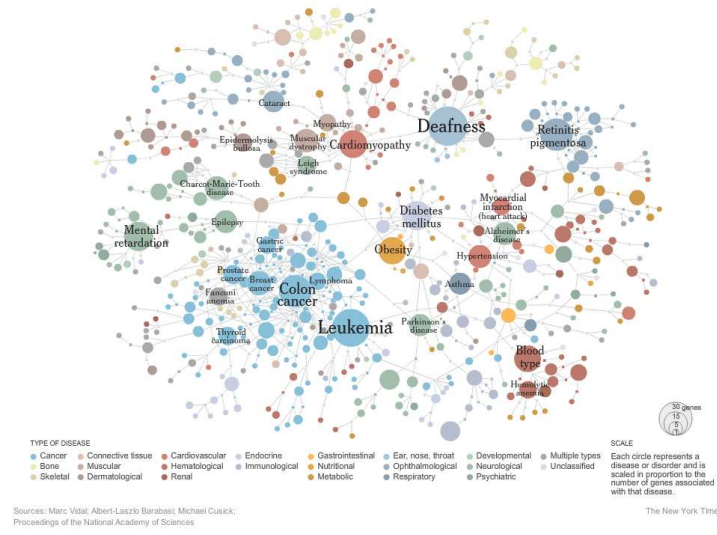 Cataract
Myopathy
Deafness
Epidermolysis
bullosa
Muscular
dystrophy
Cardiomyopathy
Retinitis
pigmentosa
Leigh
syndrome
Charcot-Marie-Tooth
disease
Myocardial
infarction
(heart attack)
Diabetes
mellitus
Epilepsy
Mental
retardation
Alzheimer's
disease
Gastric
cancer
Obesity
Hypertension
Prostate
cancer
Breast
cancer
Lymphoma
Colon
cancer
Asthma
Fanconi
anemia
Leukemia
Parkinson's
disease
Thyroid
carcinoma
Blood
type
Hemolytic
anemia
30 genes
15
5
1
TYPE OF DISEASE
Cancer
Bone
Skeletal
Connective tissue
Muscular
Dermatological
Cardiovascular
Hematological
Renal
Endocrine
Immunological
Gastrointestinal
Nutritional
Metabolic
Ear, nose, throat
Ophthalmological
Respiratory
Developmental
Neurological
Psychiatric
Multiple types
Unclassified
SCALE
Each circle represents a
disease or disorder and is
scaled in proportion to the
number of genes associated
with that disease.
Sources: Marc Vidal; Albert-Laszlo Barabasi; Michael Cusick;
Proceedings of the National Academy of Sciences
The New York Time